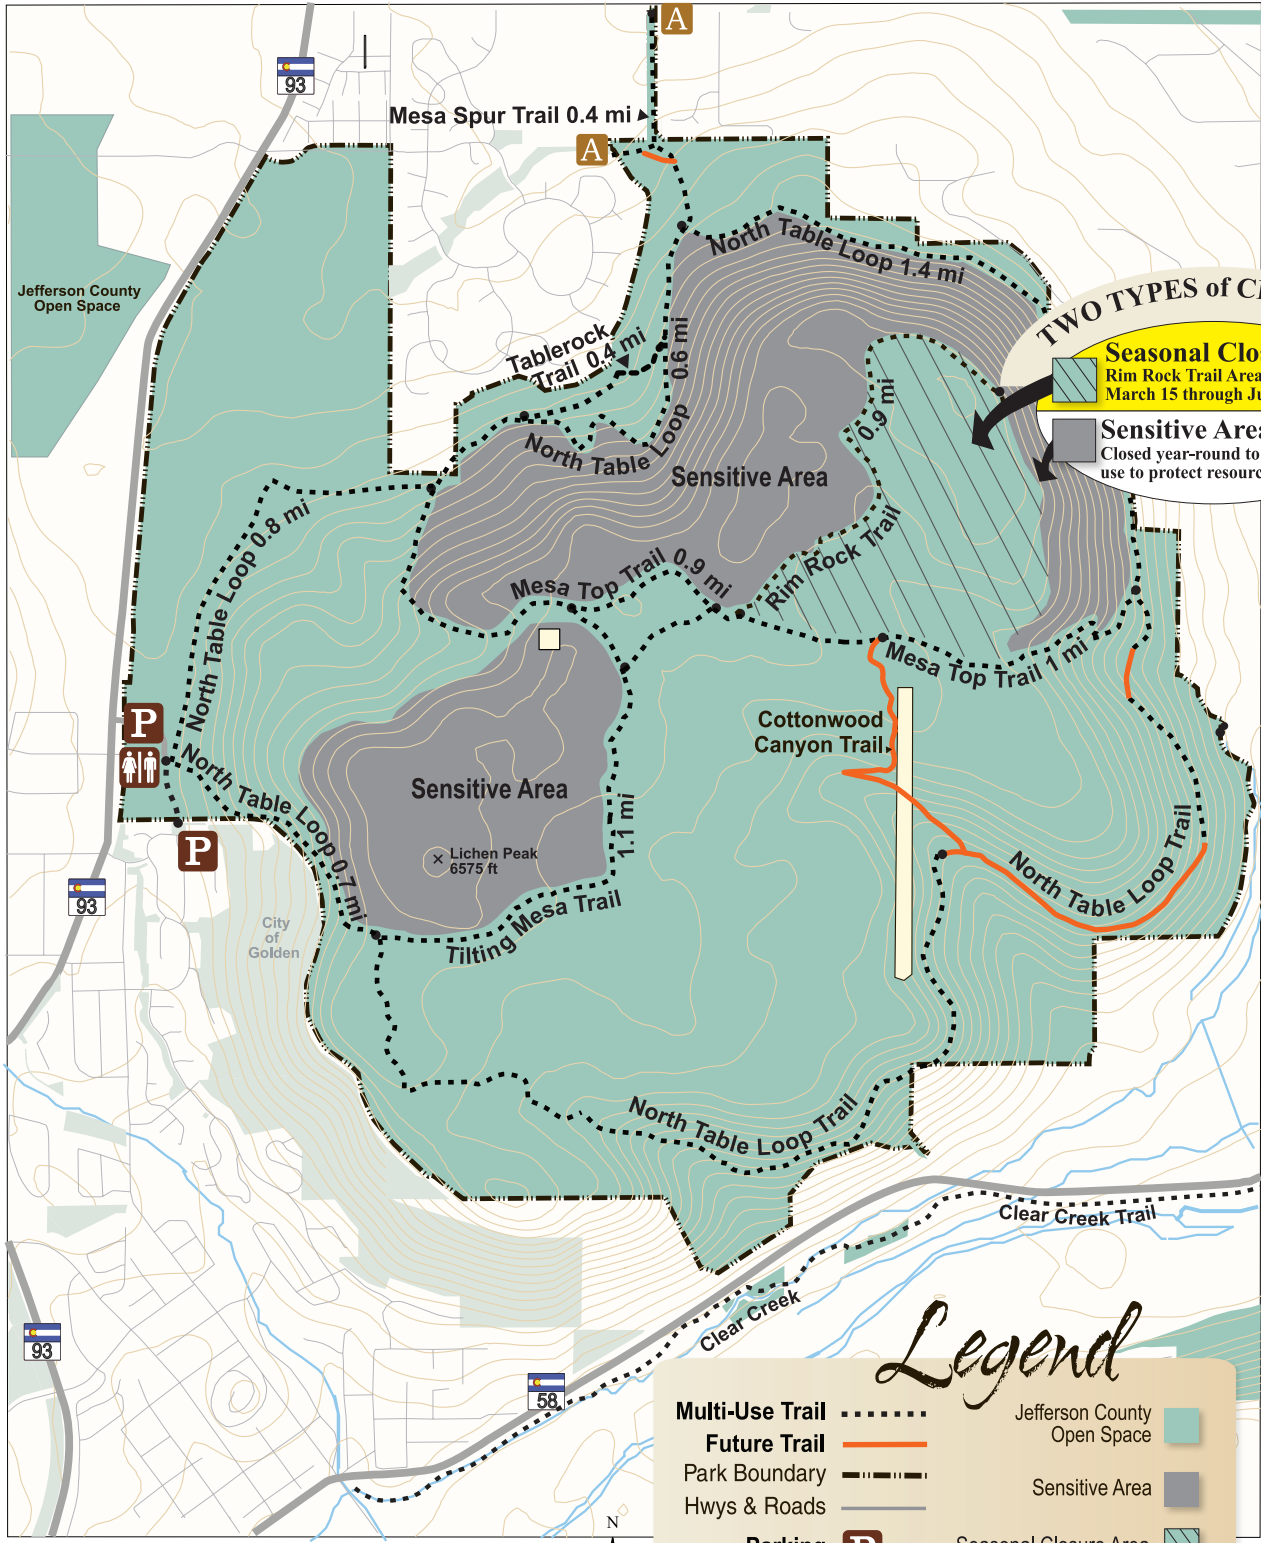 A
93
Mesa Spur Trail 0.4 mi
A
North Table Loop 1.4 mi
Jefferson County
Open Space
TWO TYPES of
Seasonal
Rim Rock Trail Area
March 15 through
Sensitive
Closed year-round to
use to protect
Tablerock
Trail 0.4 mi
0.6 mi
North Table Loop
0.9 mi
Sensitive Area
North Table Loop 0.8 mi
Rim Rock Trail
Mesa Top Trail 0.9 mi
Mesa Top Trail 1 mi
P
Cottonwood
Canyon Trail
North Table Loop 0.7 mi
Sensitive Area
1.1 mi
P
Lichen Peak
6575 ft
North Table Loop Trail
93
City
of
Golden
Tilting Mesa Trail
North Table Loop Trail
Clear Creek Trail
Clear Creek
93
58
Legend
Multi-Use Trail
Future Trail
Park Boundary
Hwys & Roads
Parking
P
Jefferson County
Open Space
Sensitive Area
Seasonal Closure Area
N